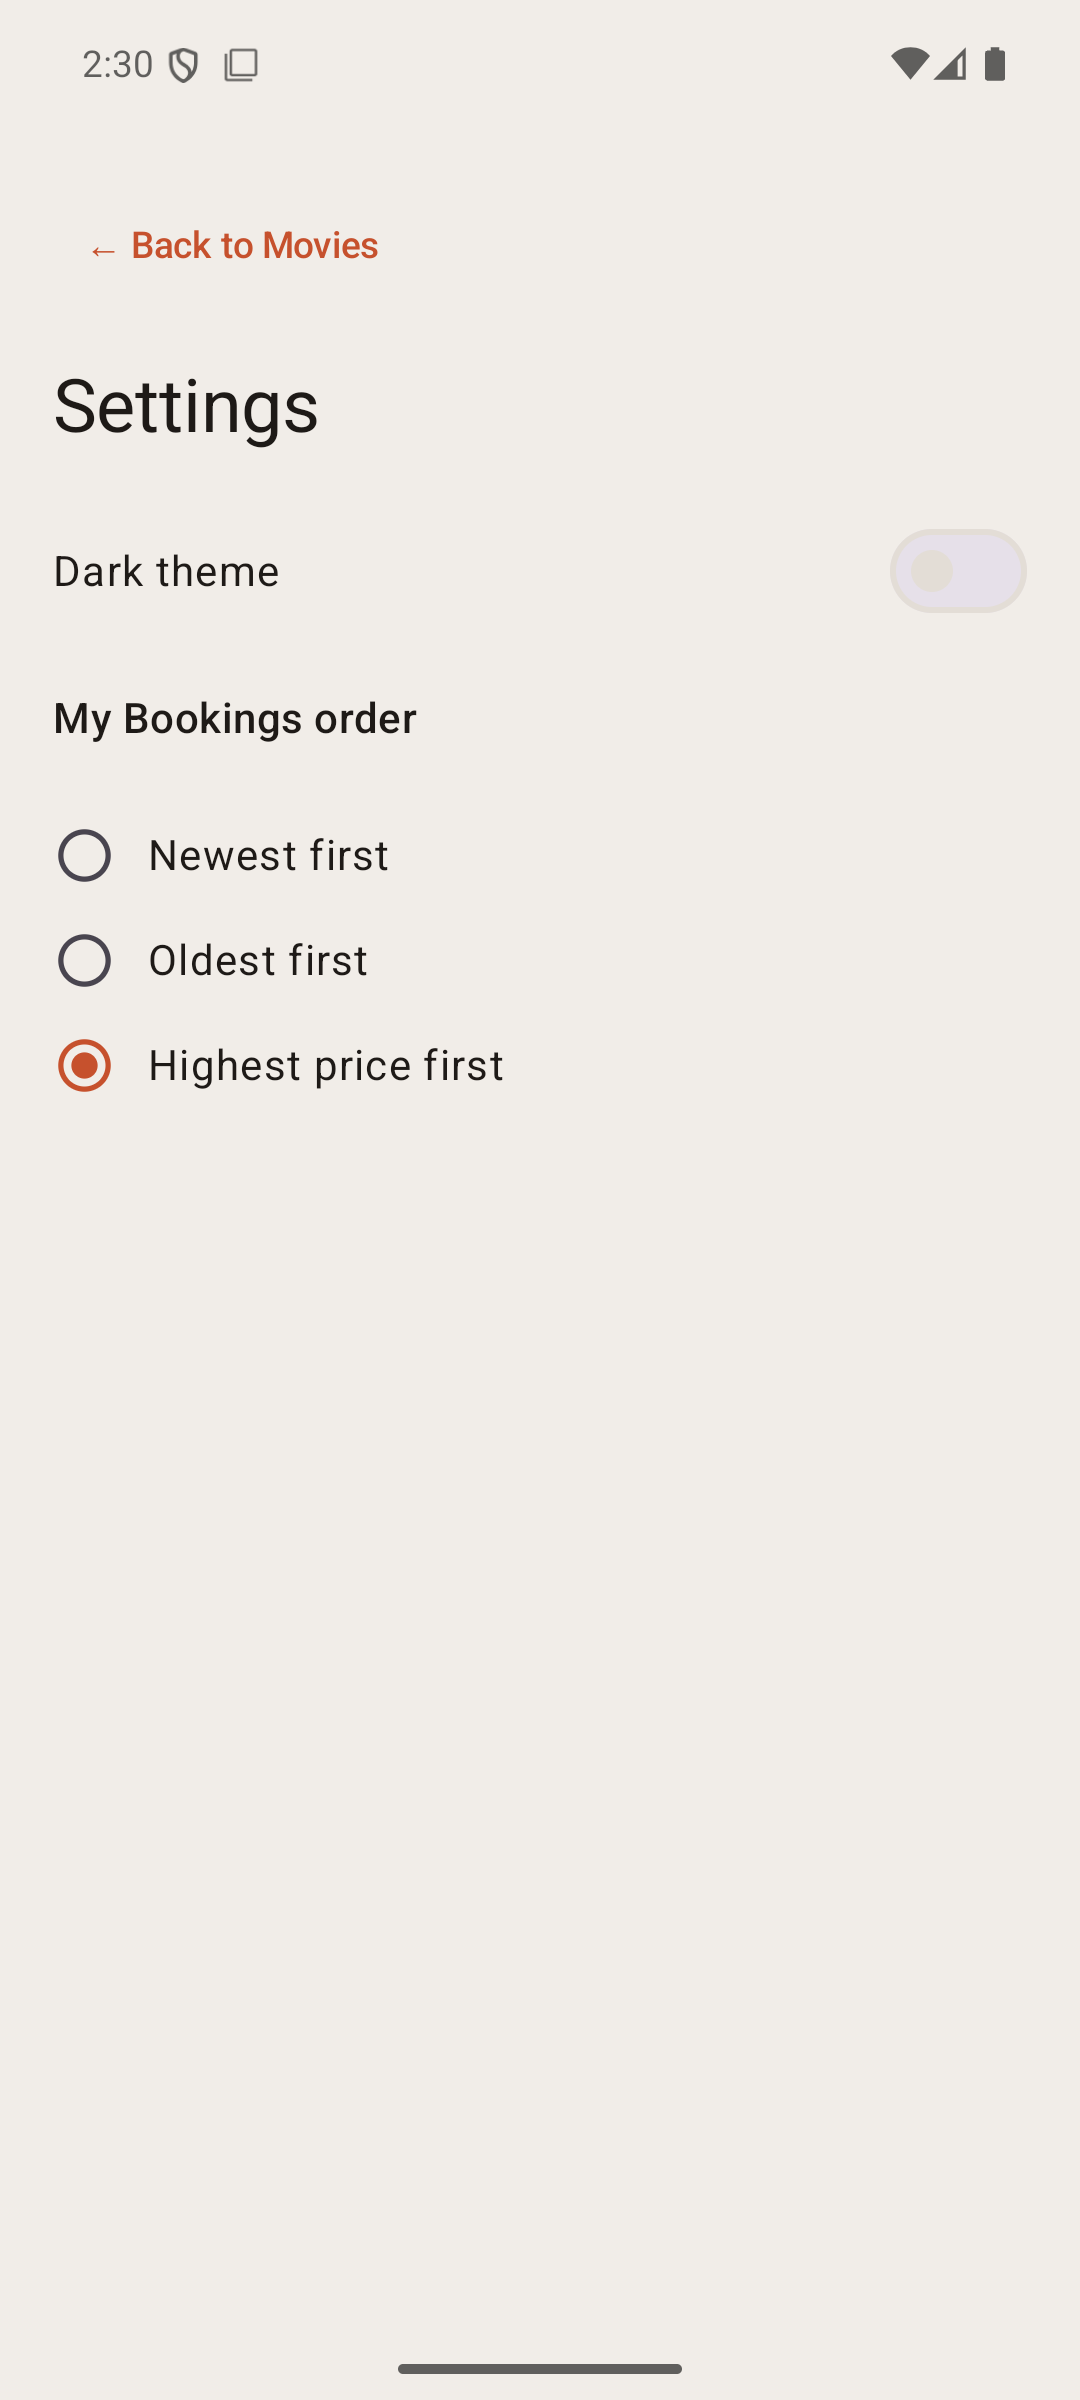 2:30
← Back to Movies
Settings
Dark theme
My Bookings order
Newest first
Oldest first
Highest price first